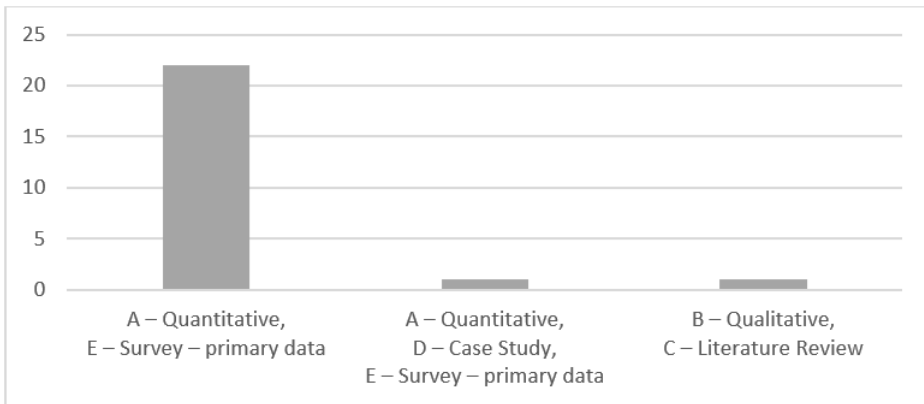 25
20
15
10
5
0
A – Quantitative,
E – Survey – primary data
A – Quantitative,
D – Case Study,
E – Survey – primary data
B – Qualitative,
C – Literature Review